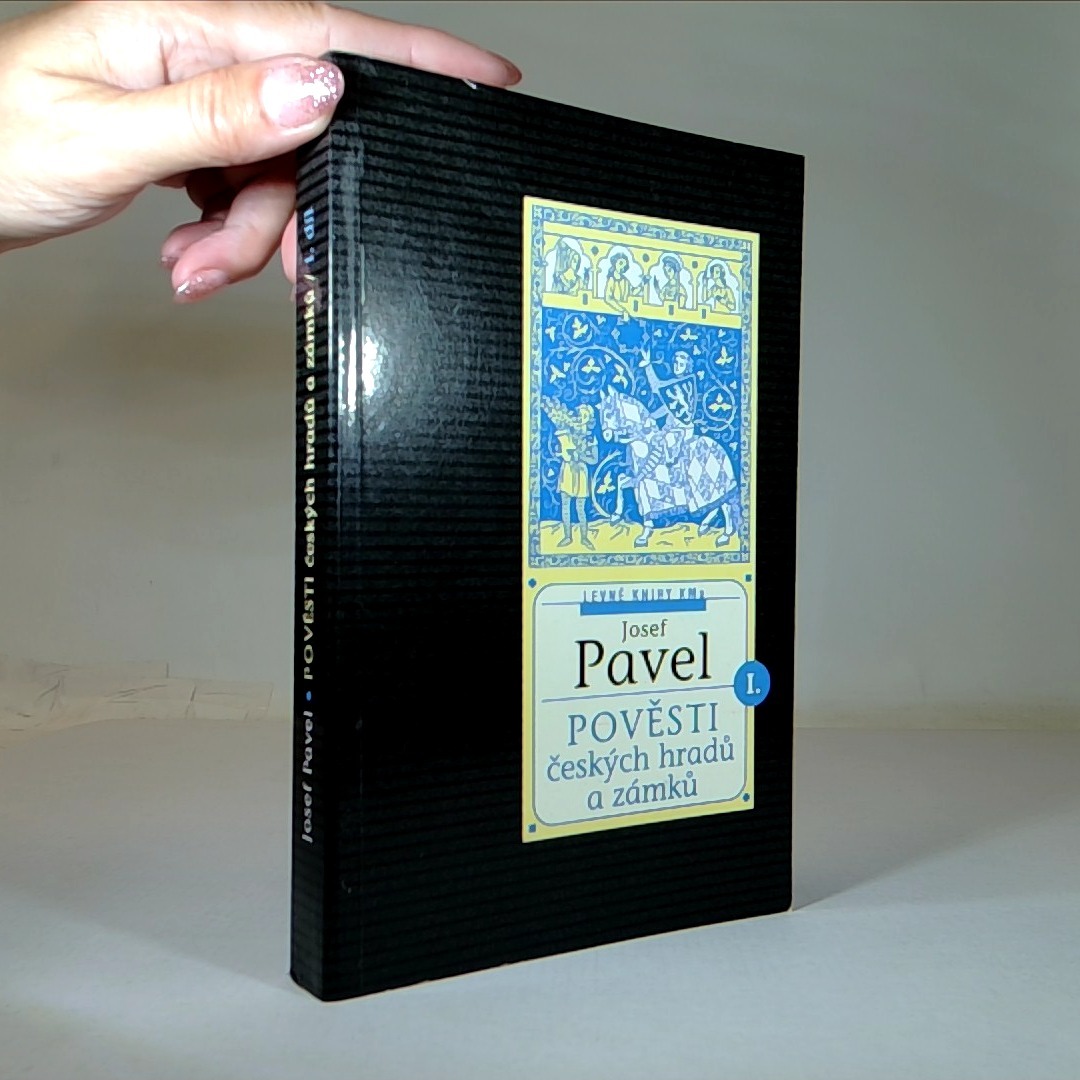 Josef Pavel • POVĚSTI českých hradů a zámků / I. díl
LEVNÉ KNIHY KMa
Josef
Pavel
I.
POVĚSTI
českých hradů
a zámků